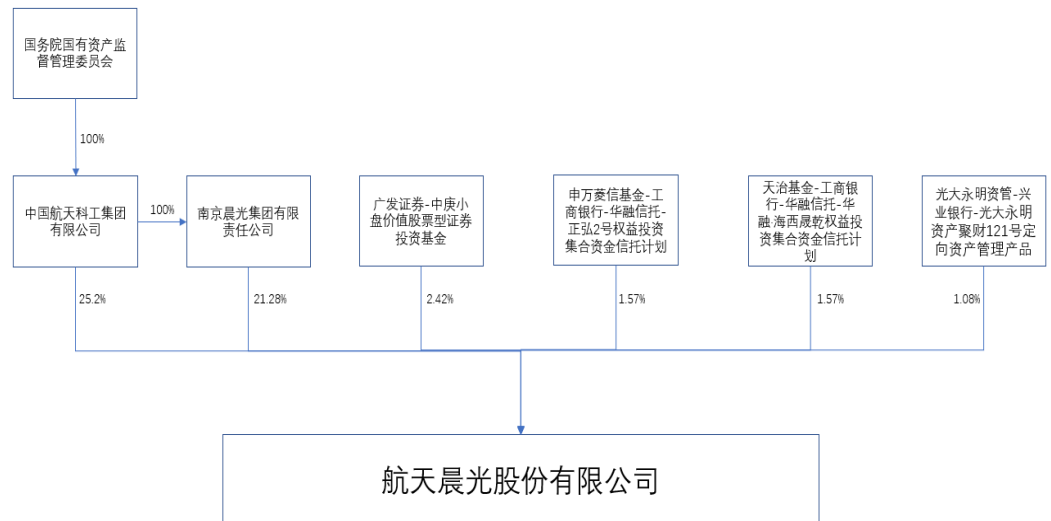 国务院国有资产监
督管理委员会
100%
中国航天科工集团
有限公司
100%
南京晨光集团有限
责任公司
广发证券-中庚小
盘价值股票型证券
投资基金
申万菱信基金-工
商银行-华融信托-
正弘2号权益投资
集合资金信托计划
天治基金-工商银
行-华融信托-华
融·海西晟乾权益投
资集合资金信托计
划
光大永明资管-兴
业银行-光大永明
资产聚财121号定
向资产管理产品
25.2%
21.28%
2.42%
1.57%
1.57%
1.08%
航天晨光股份有限公司